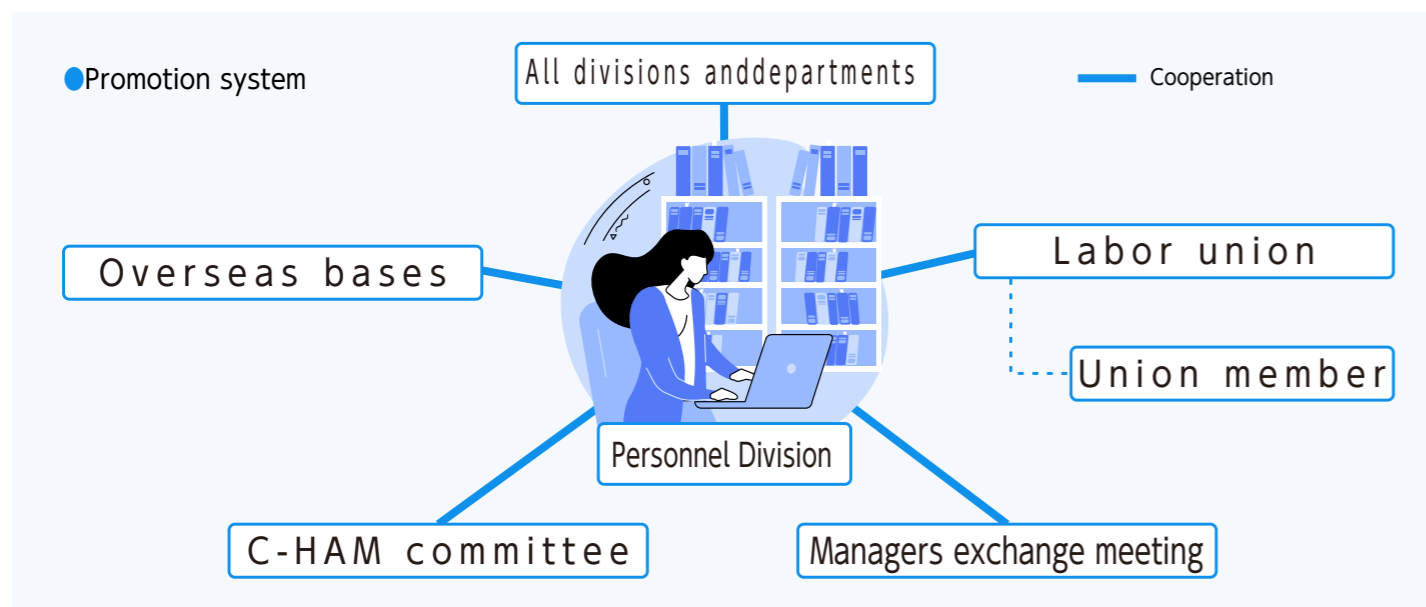 ●Promotion system
All divisions anddepartments
Cooperation
Overseas bases
Labor union
Union member
Personnel Division
C-HAM committee
Managers exchange meeting